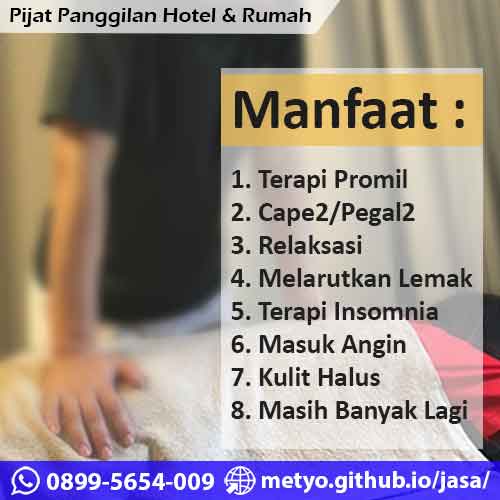 Pijat Panggilan Hotel & Rumah
Manfaat :
1. Terapi Promil
2. Cape2/Pegal2
3. Relaksasi
4. Melarutkan Lemak
5. Terapi Insomnia
6. Masuk Angin
7. Kulit Halus
8. Masih Banyak Lagi
0899-5654-009 metyo.github.io/jasa/